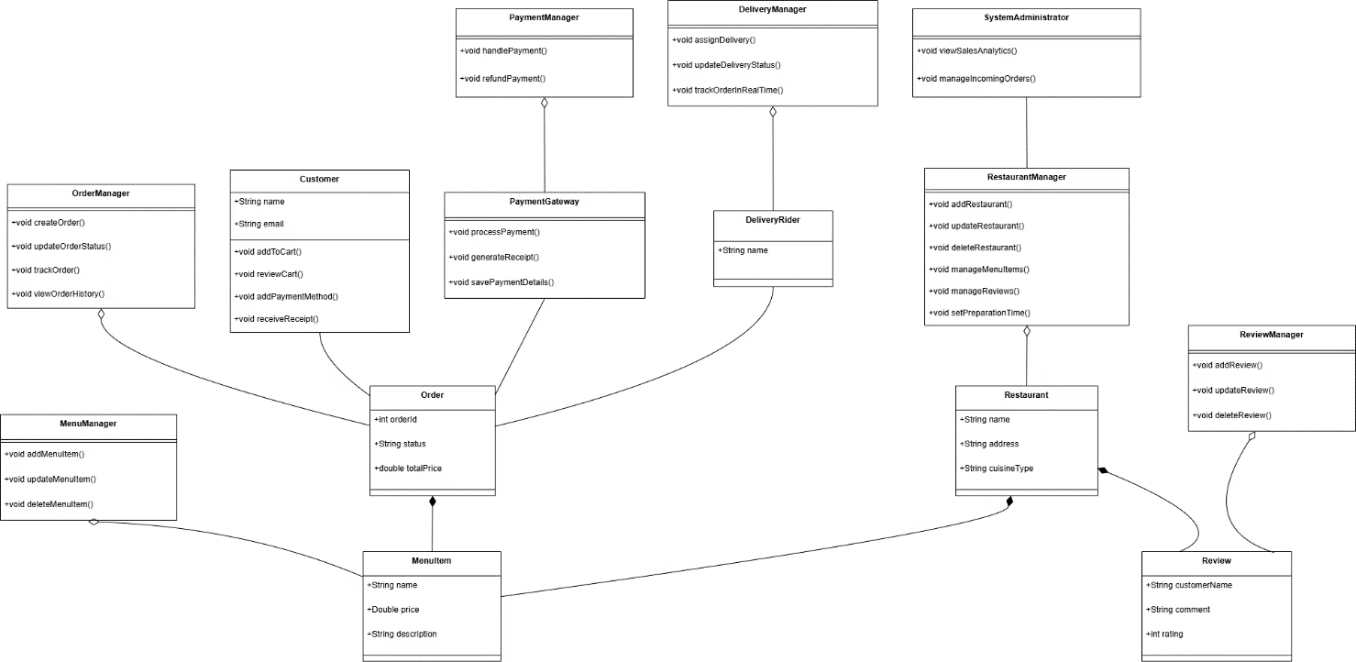 PaymentManager
+void handlePayment()
+void refundPayment()
DeliveryManager
+void assignDelivery()
+void updateDeliveryStatus()
+void trackOrderInRealTime()
SystemAdministrator
+void viewSalesAnalytics()
+void manageIncomingOrders()
OrderManager
+void createOrder()
+void updateOrderStatus()
+void trackOrder()
+void viewOrderHistory()
Customer
+String name
+String email
+void addToCart()
+void reviewCart()
+void addPaymentMethod()
+void receiveReceipt()
PaymentGateway
+void processPayment()
+void generateReceipt()
+void savePaymentDetails()
DeliveryRider
+String name
RestaurantManager
+void addRestaurant()
+void updateRestaurant()
+void deleteRestaurant()
+void manageMenuItems()
+void manageReviews()
+void setPreparationTime()
ReviewManager
+void addReview()
+void updateReview()
+void deleteReview()
MenuManager
+void addMenuItem()
+void updateMenuItem()
+void deleteMenuItem()
Order
+int orderId
+String status
+double totalPrice
Restaurant
+String name
+String address
+String cuisineType
MenuItem
+String name
+Double price
+String description
Review
+String customerName
+String comment
+int rating